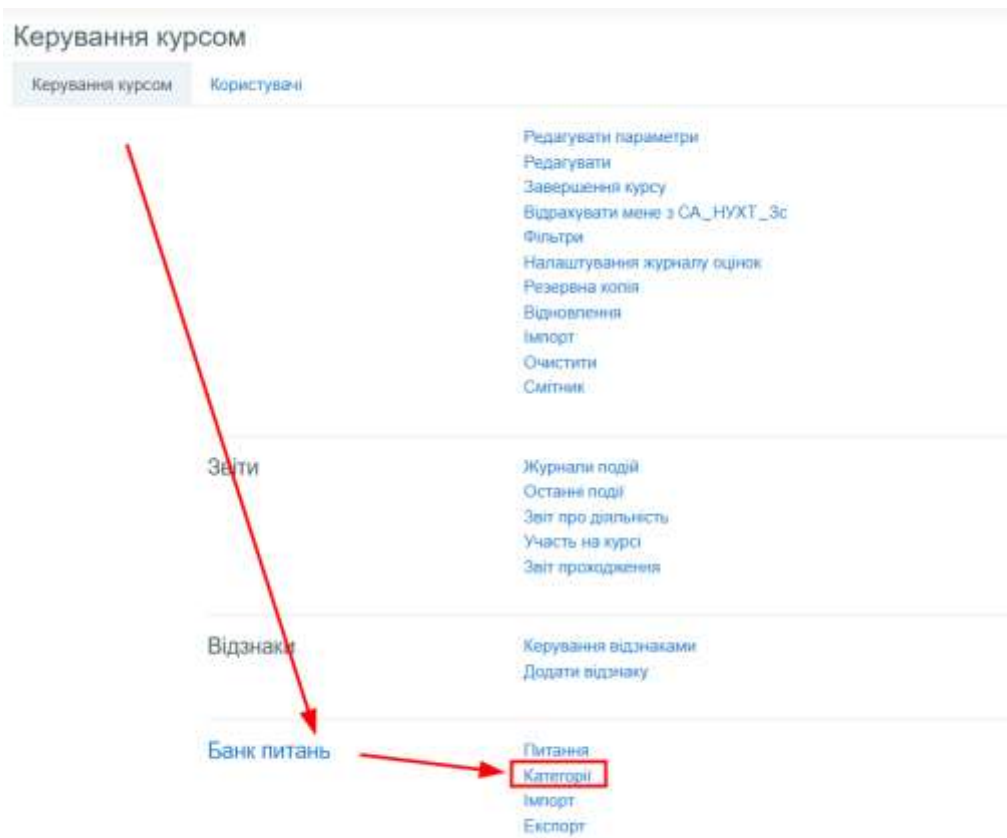 Керування курсом
Керування курсом Користувачі
Редагувати параметри
Редагувати
Завершення курсу
Відрахувати мене з СА_НУХТ_3с
Фільтри
Налаштування журналу оцінок
Резервна копія
Відновлення
Імпорт
Очистити
Смітник
Звіти
Журнали подій
Останні події
Звіт про діяльність
Участь на курсі
Звіт проходження
Відзнаки
Керування відзнаками
Додати відзнаку
Банк питань
Питання
Категорії
Імпорт
Експорт